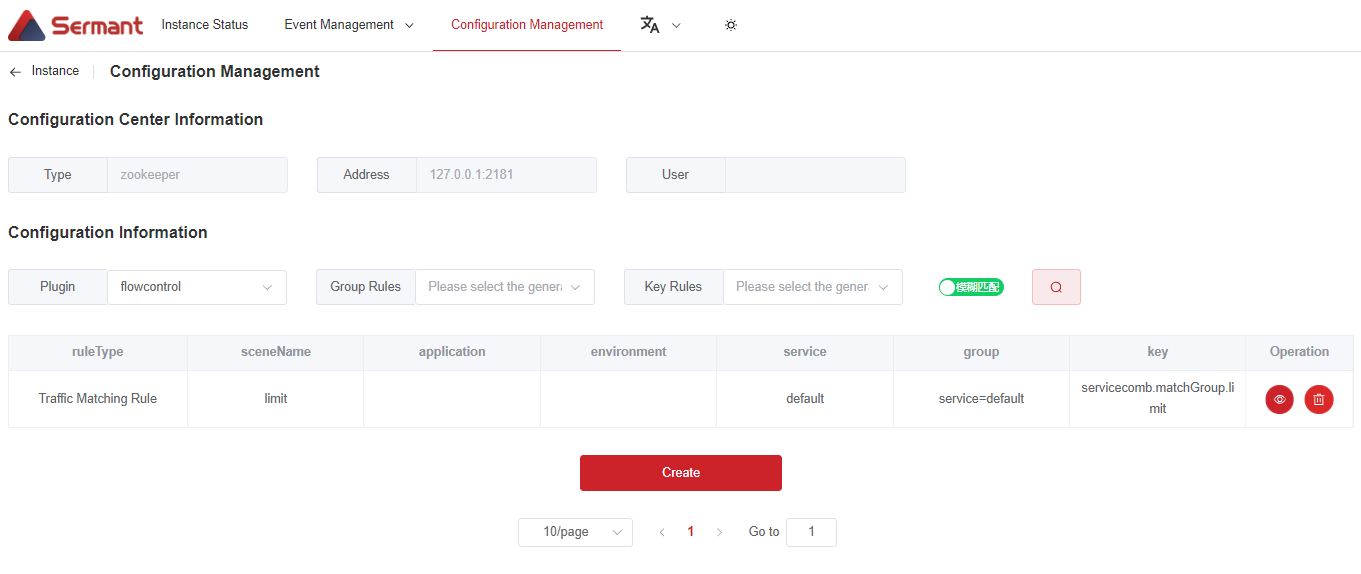 Sermant Instance Status Event Management Configuration Management
Instance Configuration Management
Configuration Center Information
Type zookeeper Address 127.0.0.1:2181 User
Configuration Information
Plugin flowcontrol Group Rules Please select the genera Key Rules Please select the gener 模糊匹配
ruleType sceneName application environment service group key Operation
Traffic Matching Rule limit default service=default servicecomb.matchGroup.li
mit
Create
10/page 1 Go to 1